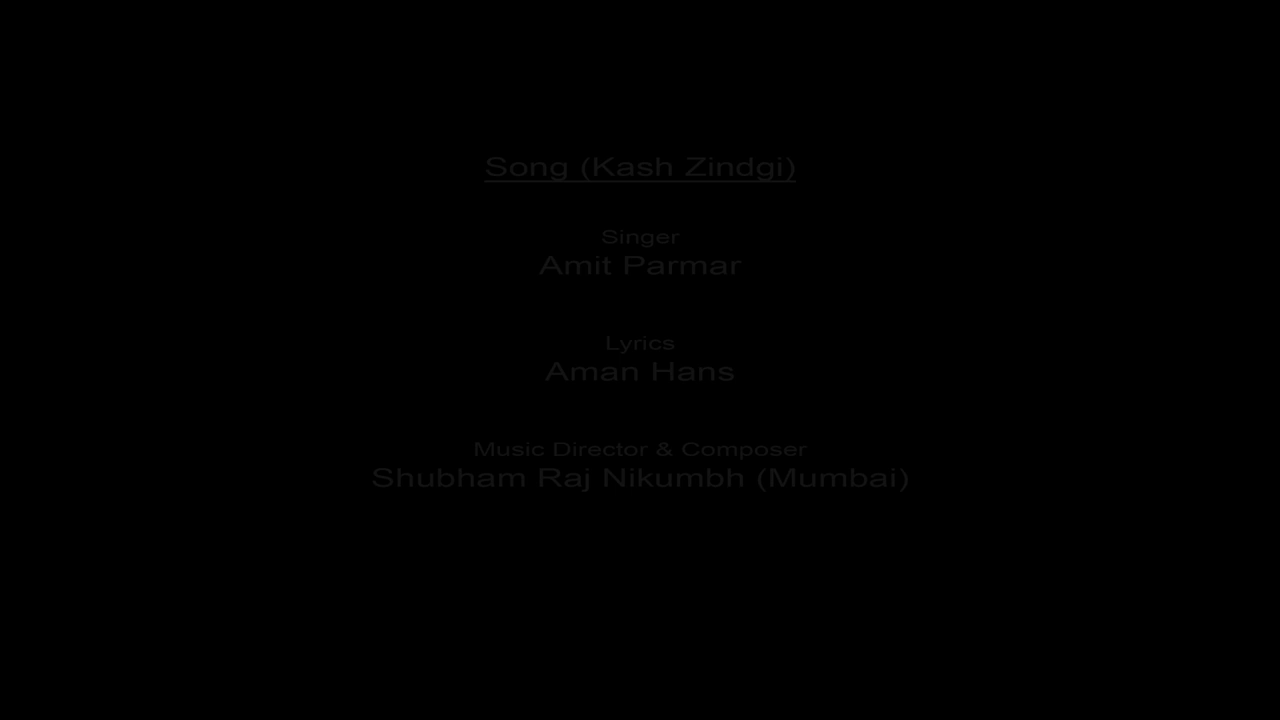 Song (Kash Zindgi)
Singer
Amit Parmar
Lyrics
Aman Hans
Music Director & Composer
Shubham Raj Nikumbh (Mumbai)